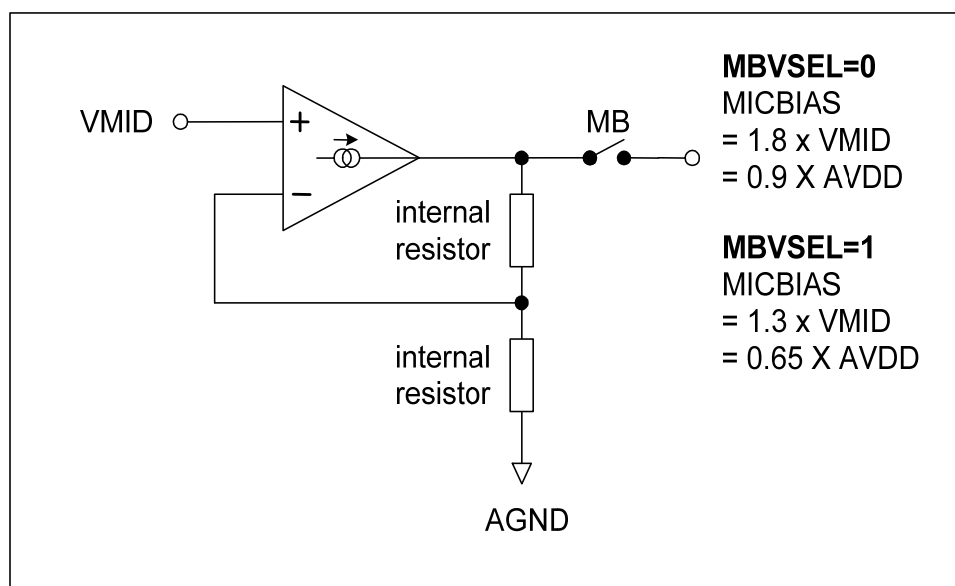 VMID
+
−
MB
internal
resistor
internal
resistor
AGND
MBVSEL=0
MICBIAS
= 1.8 x VMID
= 0.9 X AVDD
MBVSEL=1
MICBIAS
= 1.3 x VMID
= 0.65 X AVDD